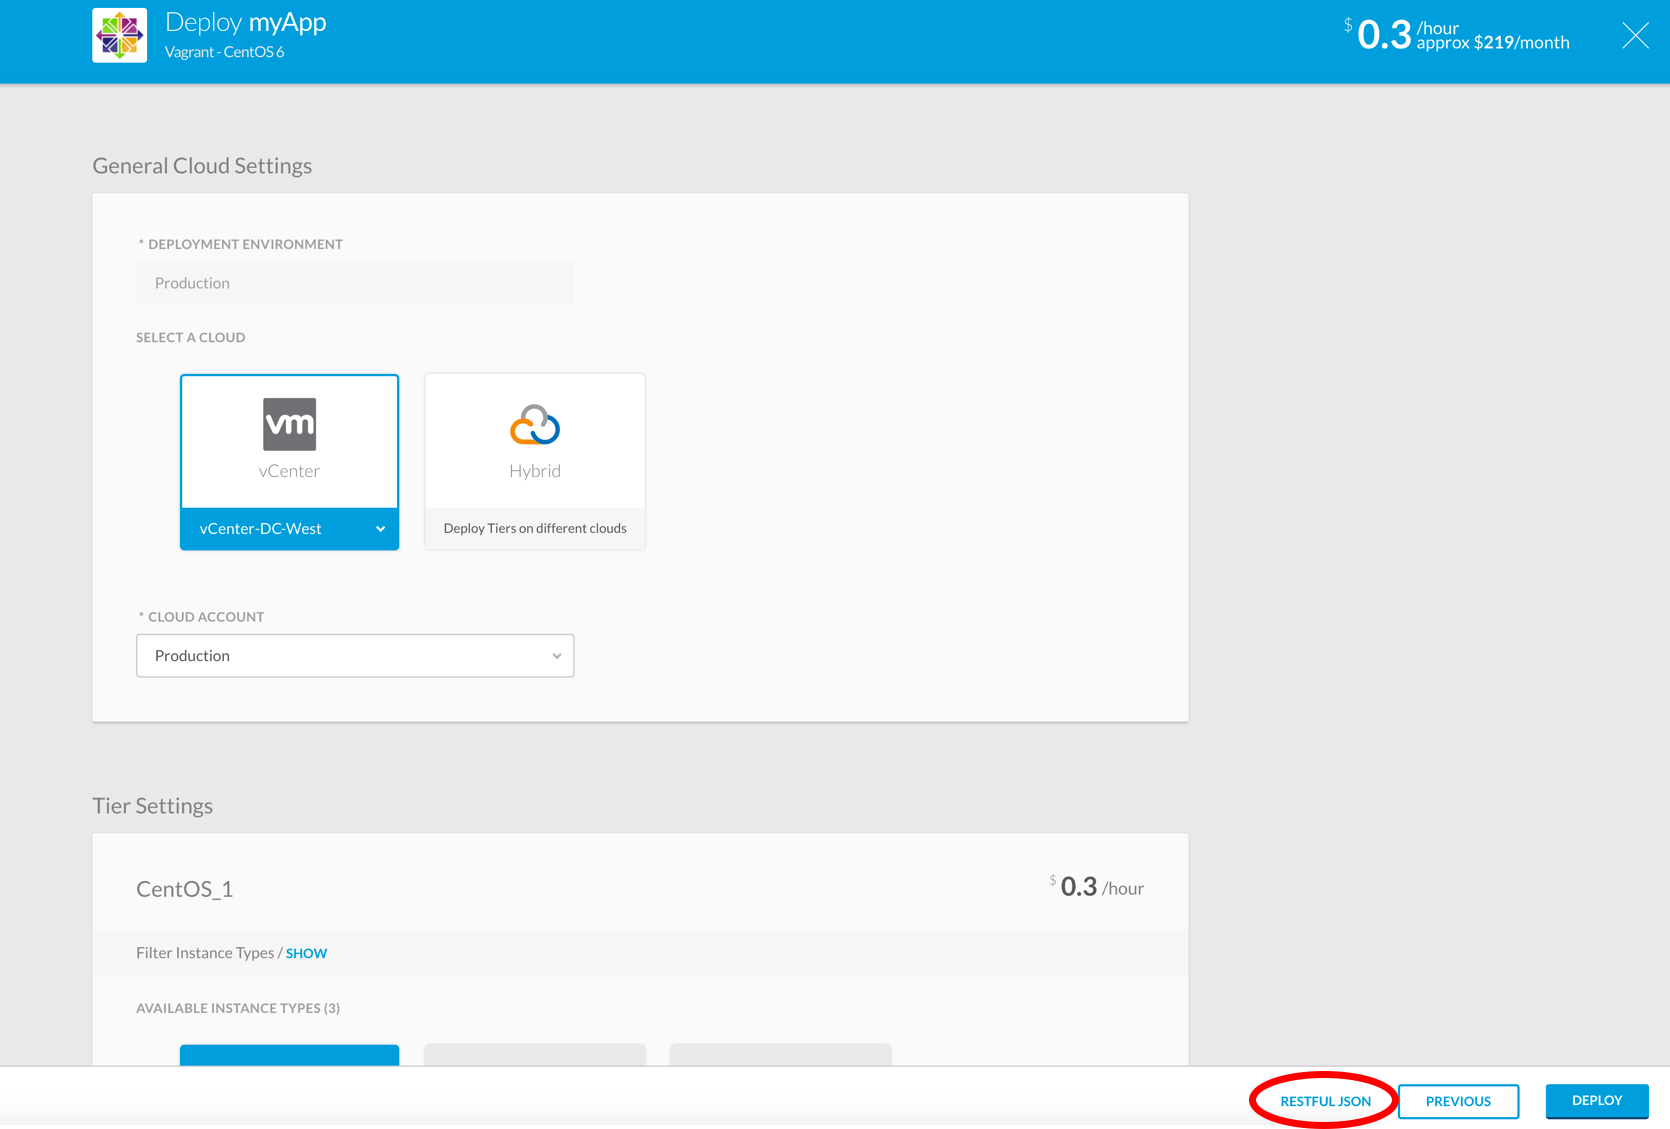 Deploy myApp
Vagrant - CentOS 6
$ 0.3 /hour
approx $219/month
General Cloud Settings
* DEPLOYMENT ENVIRONMENT
Production
SELECT A CLOUD
vm
vCenter
vCenter-DC-West
Hybrid
Deploy Tiers on different clouds
* CLOUD ACCOUNT
Production
Tier Settings
CentOS_1
$ 0.3 /hour
Filter Instance Types / SHOW
AVAILABLE INSTANCE TYPES (3)
RESTFUL JSON
PREVIOUS
DEPLOY